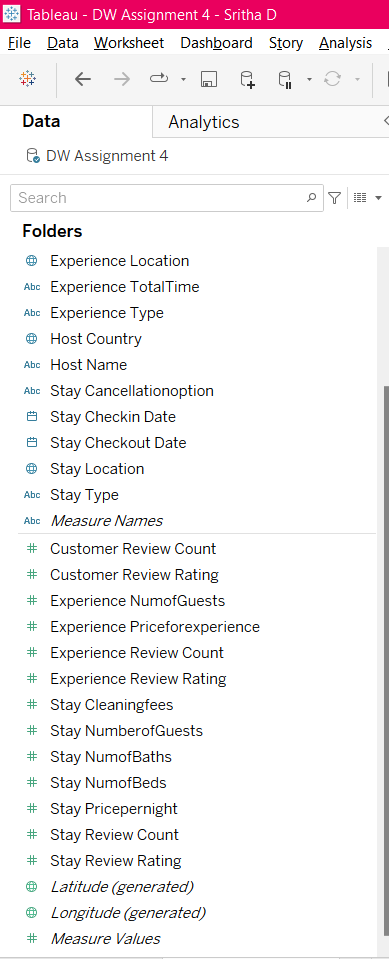 Tableau - DW Assignment 4 - Sritha D
File Data Worksheet Dashboard Story Analysis
Data Analytics
DW Assignment 4
Search
Folders
Experience Location
Abc Experience TotalTime
Abc Experience Type
Host Country
Abc Host Name
Abc Stay Cancellationoption
Stay Checkin Date
Stay Checkout Date
Stay Location
Abc Stay Type
Abc Measure Names
# Customer Review Count
# Customer Review Rating
# Experience NumofGuests
# Experience Priceforexperience
# Experience Review Count
# Experience Review Rating
# Stay Cleaningfees
# Stay NumberofGuests
# Stay NumofBaths
# Stay NumofBeds
# Stay Pricepernight
# Stay Review Count
# Stay Review Rating
Latitude (generated)
Longitude (generated)
# Measure Values